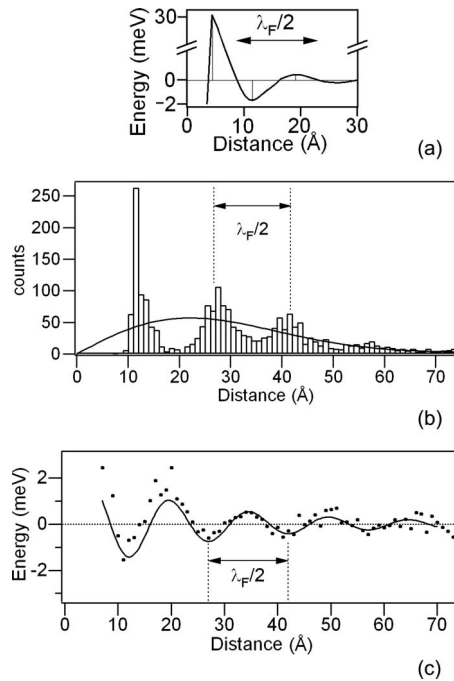 (a)
30
λF/2
0
−2
Energy (meV)
0 10 20 30
Distance (Å)
(b)
250
200
150
100
50
0
counts
λF/2
0 10 20 30 40 50 60 70
Distance (Å)
(c)
2
0
-2
Energy (meV)
λF/2
0 10 20 30 40 50 60 70
Distance (Å)